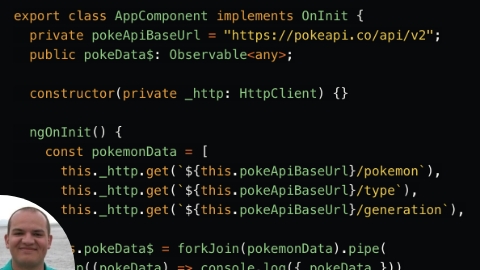 export class AppComponent implements OnInit {
private pokeApiBaseUrl = "https://pokeapi.co/api/v2";
public pokeData$: Observable<any>;
constructor(private _http: HttpClient) {}
ngOnInit() {
const pokemonData = [
this._http.get(`${this.pokeApiBaseUrl}/pokemon`),
this._http.get(`${this.pokeApiBaseUrl}/type`),
this._http.get(`${this.pokeApiBaseUrl}/generation`),
.pokeData$ = forkJoin(pokemonData).pipe(
((pokeData) => console.log({ pokeData }))